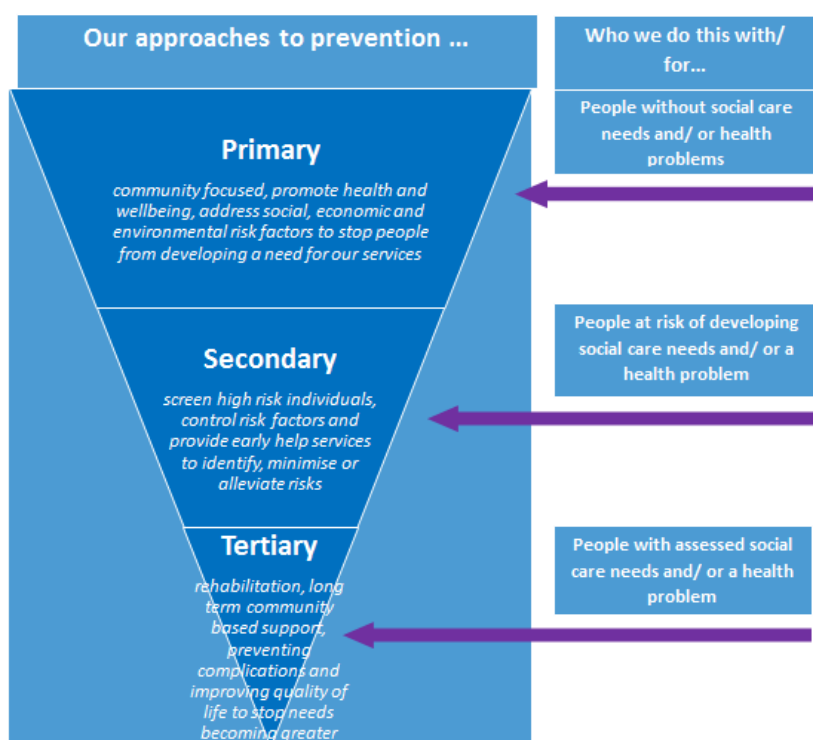 Our approaches to prevention ...
Who we do this with/
for...
Primary
community focused, promote health and
wellbeing, address social, economic and
environmental risk factors to stop people
from developing a need for our services
People without social care
needs and/ or health
problems
Secondary
screen high risk individuals,
control risk factors and
provide early help services
to identify, minimise or
alleviate risks
People at risk of developing
social care needs and/ or a
health problem
Tertiary
rehabilitation, long
term community
based support,
preventing
complications and
improving quality of
life to stop needs
becoming greater
People with assessed social
care needs and/ or a health
problem